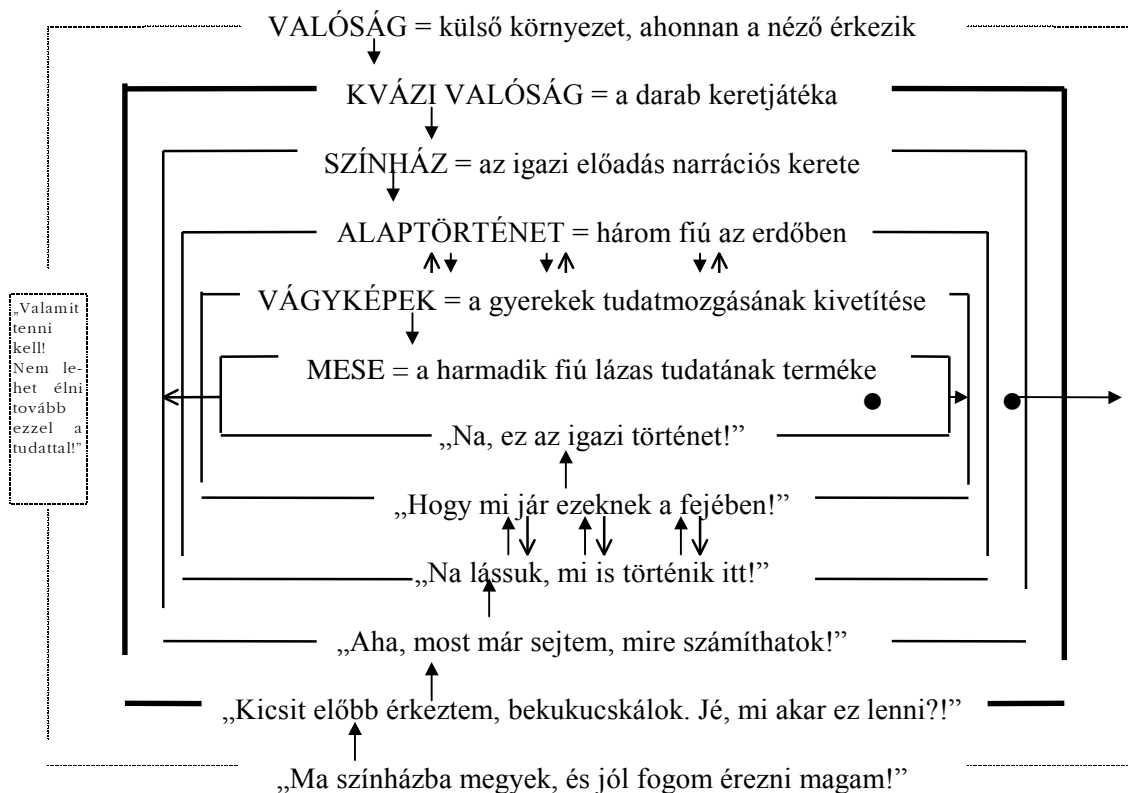 VALÓSÁG = külső környezet, ahonnan a néző érkezik
KVÁZI VALÓSÁG = a darab keretjátéka
SZÍNHÁZ = az igazi előadás narrációs kerete
ALAPTÖRTÉNET = három fiú az erdőben
VÁGYKÉPEK = a gyerekek tudatmozgásának kivetítése
„Valamit
tenni
kell!
Nem le-
het élni
tovább
ezzel a
tudattal!”
MESE = a harmadik fiú lázas tudatának terméke
„Na, ez az igazi történet!”
„Hogy mi jár ezeknek a fejében!”
„Na lássuk, mi is történik itt!”
„Aha, most már sejtem, mire számíthatok!”
„Kicsit előbb érkeztem, bekukucskálok. Jé, mi akar ez lenni?!”
„Ma színházba megyek, és jól fogom érezni magam!”